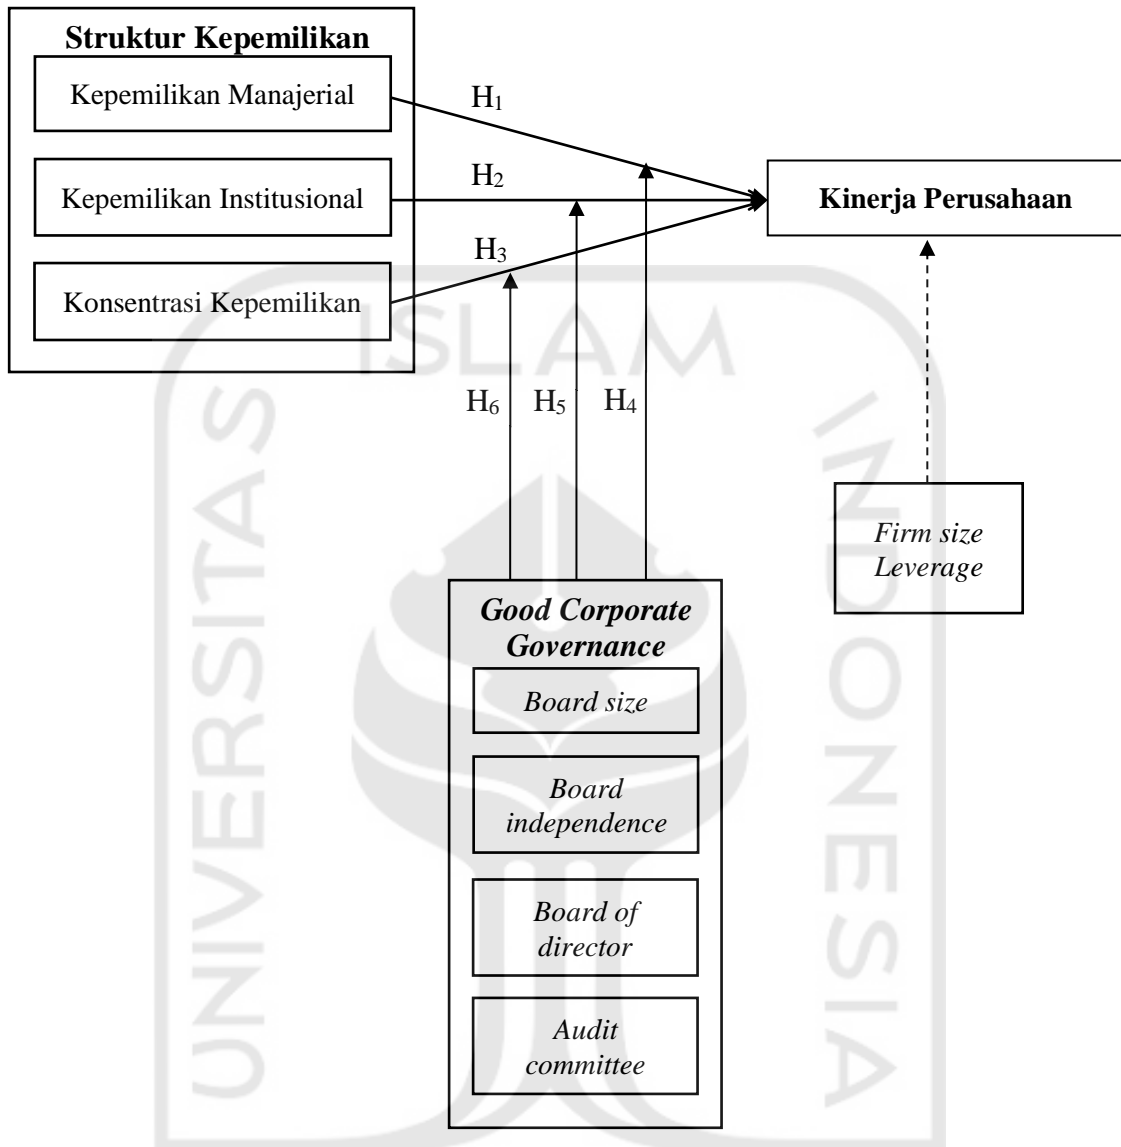 Struktur Kepemilikan
Kepemilikan Manajerial
Kepemilikan Institusional
Konsentrasi Kepemilikan
H₁
H₂
H₃
Kinerja Perusahaan
H₆
H₅
H₄
Firm size
Leverage
Good Corporate
Governance
Board size
Board
independence
Board of
director
Audit
committee
UNIVERSITAS
ISLAM
INDONESIA